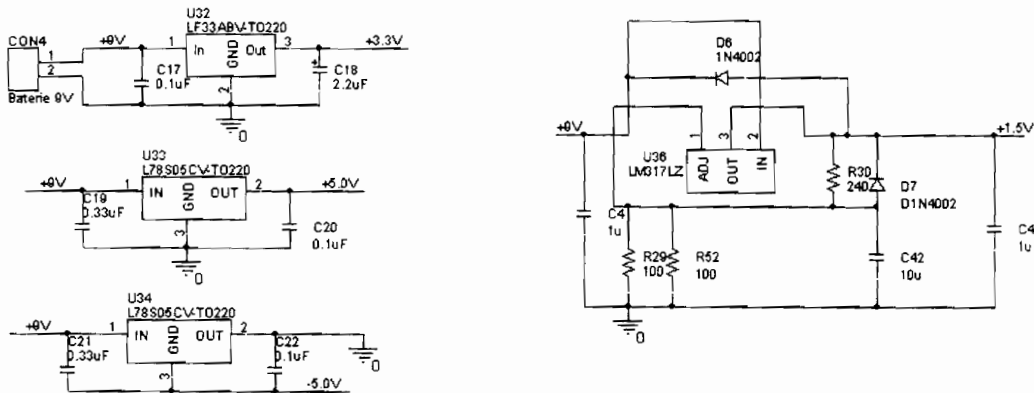 U32
LF33ABV-TO220
CON4
1
2
Baterie 9V
+9V
1
In
GND
Out
3
2
+3.3V
C17
0.1uF
C18
2.2uF
0
U33
L78S05CV-TO220
+9V
1
IN
GND
OUT
2
3
+5.0V
C19
0.33uF
C20
0.1uF
0
U34
L78S05CV-TO220
+9V
1
IN
GND
OUT
2
3
C21
0.33uF
C22
0.1uF
0
-5.0V
D6
1N4002
+9V
+1.5V
U36
LM317LZ
1
3
2
ADJ
OUT
IN
R30
240
D7
D1N4002
C4
1u
R29
100
R52
100
C42
10u
C4
1u
0